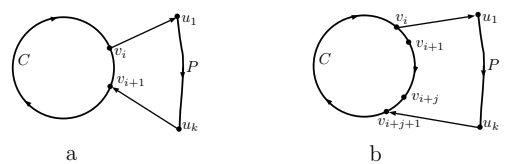 C
v_i
v_{i+1}
u_1
P
u_k
a
C
v_i
v_{i+1}
v_{i+j}
v_{i+j+1}
u_1
P
u_k
b